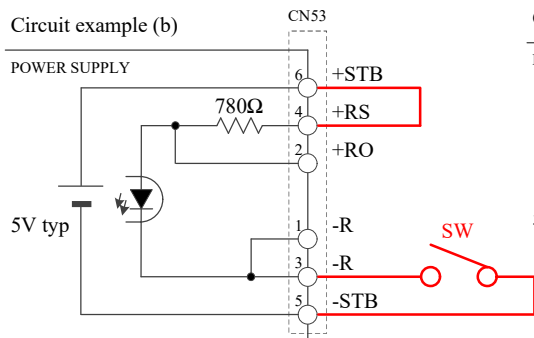 Circuit example (b)
CN53
POWER SUPPLY
6
+STB
780Ω
4
+RS
2
+RO
5V typ
1
-R
SW
3
-R
5
-STB